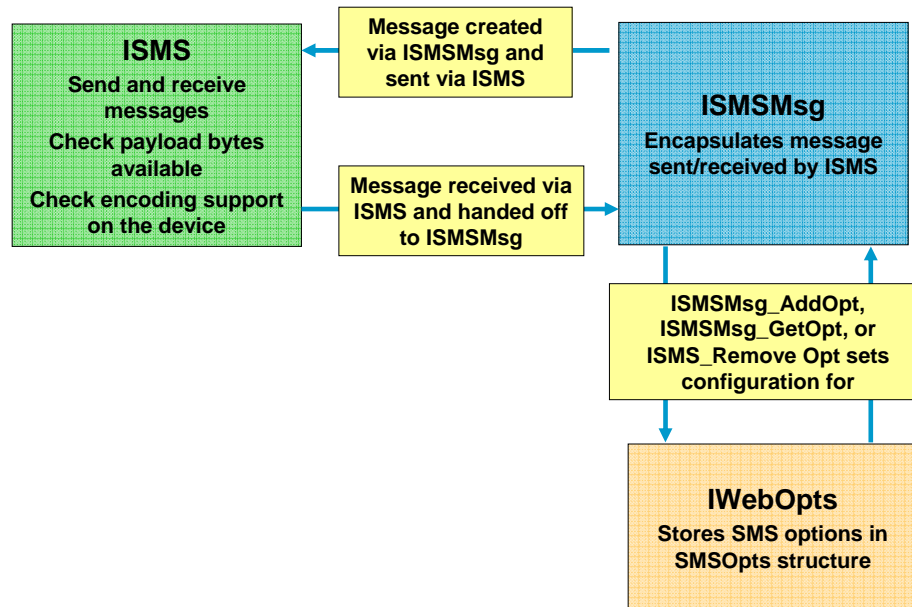 ISMS
Send and receive
messages
Check payload bytes
available
Check encoding support
on the device
Message created
via ISMSMsg and
sent via ISMS
Message received via
ISMS and handed off
to ISMSMsg
ISMSMsg
Encapsulates message
sent/received by ISMS
ISMSMsg_AddOpt,
ISMSMsg_GetOpt, or
ISMS_Remove Opt sets
configuration for
IWebOpts
Stores SMS options in
SMSOpts structure